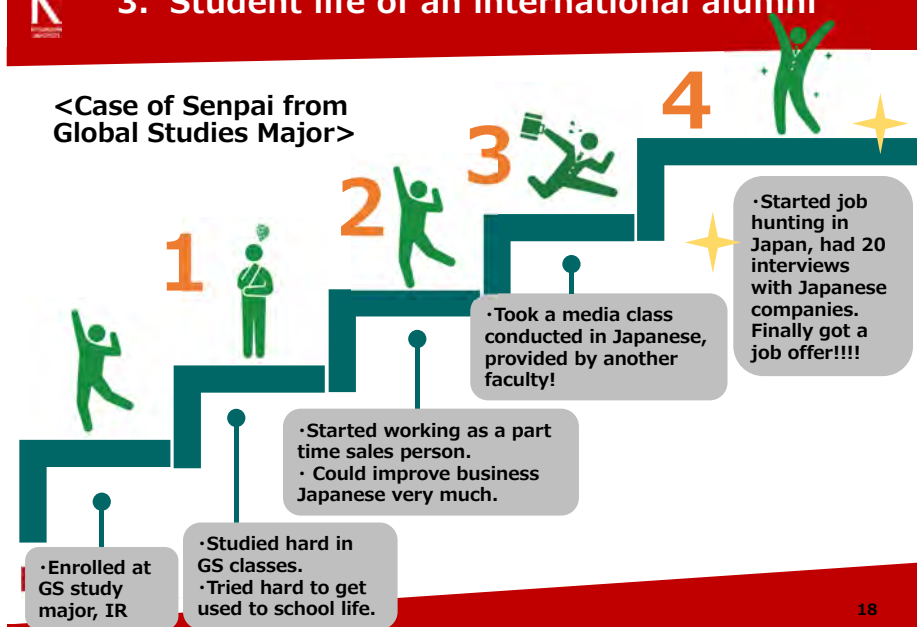 3. Student life of an international alumni
<Case of Senpai from
Global Studies Major>
1
2
3
4
・Enrolled at
GS study
major, IR
・Studied hard in
GS classes.
・Tried hard to get
used to school life.
・Started working as a part
time sales person.
・ Could improve business
Japanese very much.
・Took a media class
conducted in Japanese,
provided by another
faculty!
・Started job
hunting in
Japan, had 20
interviews
with Japanese
companies.
Finally got a
job offer!!!!
18